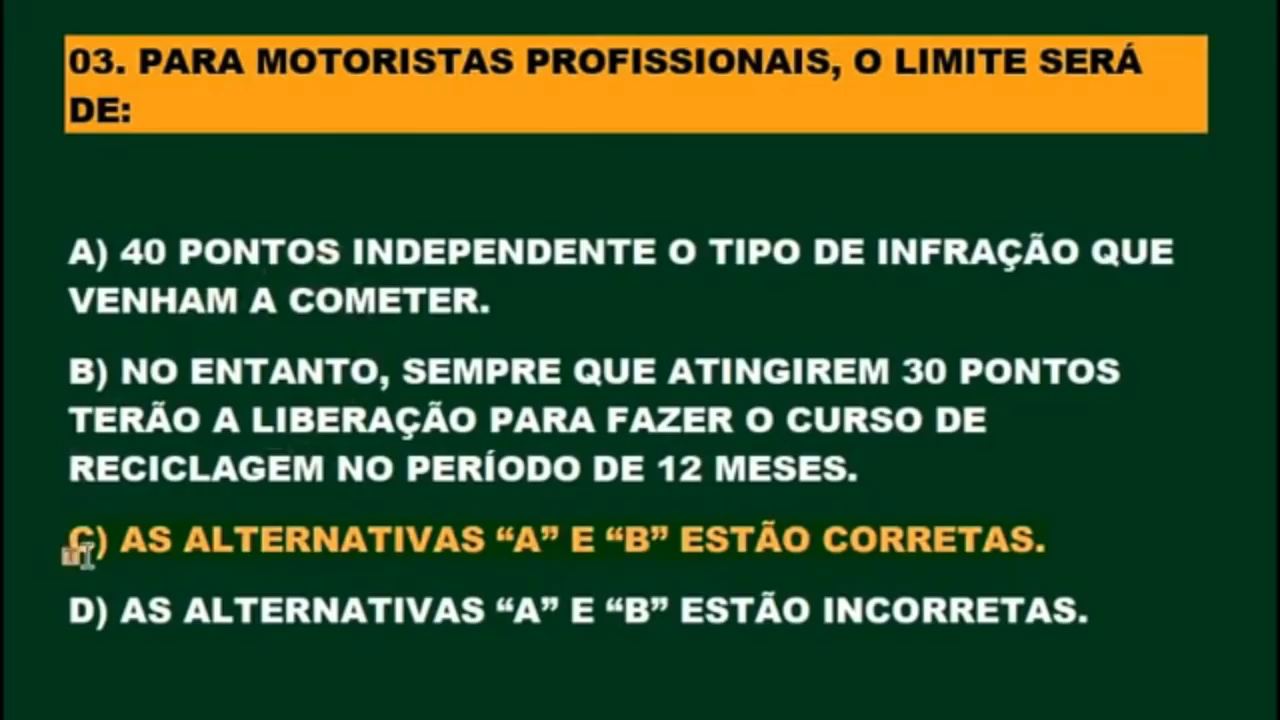 03. PARA MOTORISTAS PROFISSIONAIS, O LIMITE SERÁ
DE:
A) 40 PONTOS INDEPENDENTE O TIPO DE INFRAÇÃO QUE
VENHAM A COMETER.
B) NO ENTANTO, SEMPRE QUE ATINGIREM 30 PONTOS
TERÃO A LIBERAÇÃO PARA FAZER O CURSO DE
RECICLAGEM NO PERÍODO DE 12 MESES.
C) AS ALTERNATIVAS “A” E “B” ESTÃO CORRETAS.
D) AS ALTERNATIVAS “A” E “B” ESTÃO INCORRETAS.